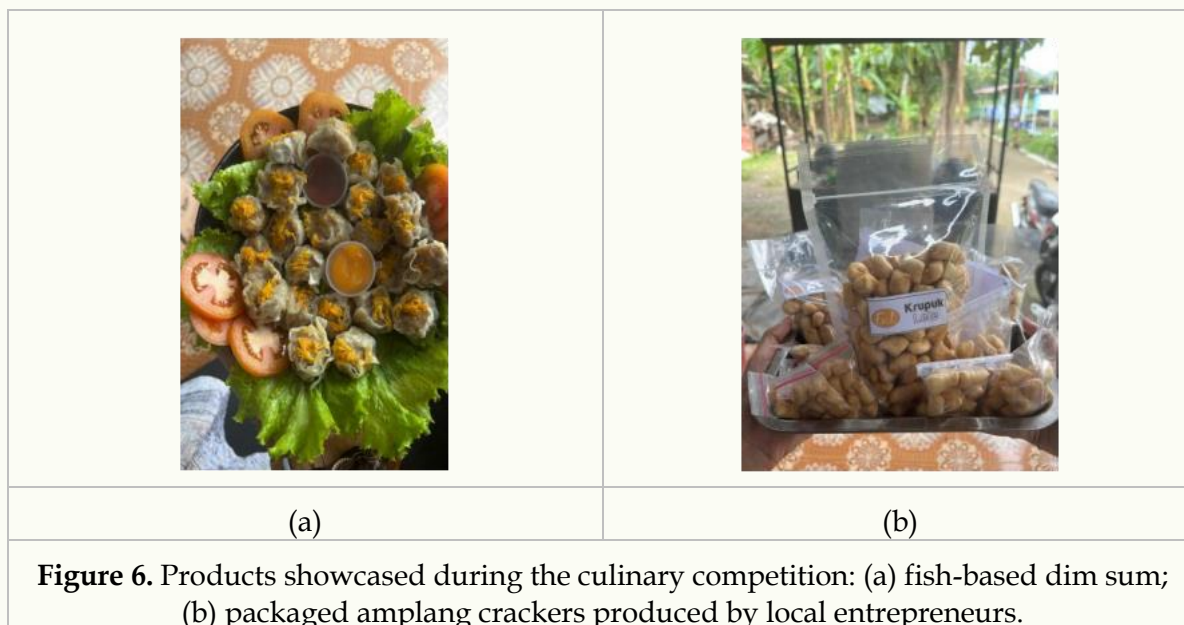 Krupuk
(a)
(b)
Figure 6. Products showcased during the culinary competition: (a) fish-based dim sum;
(b) packaged amplang crackers produced by local entrepreneurs.